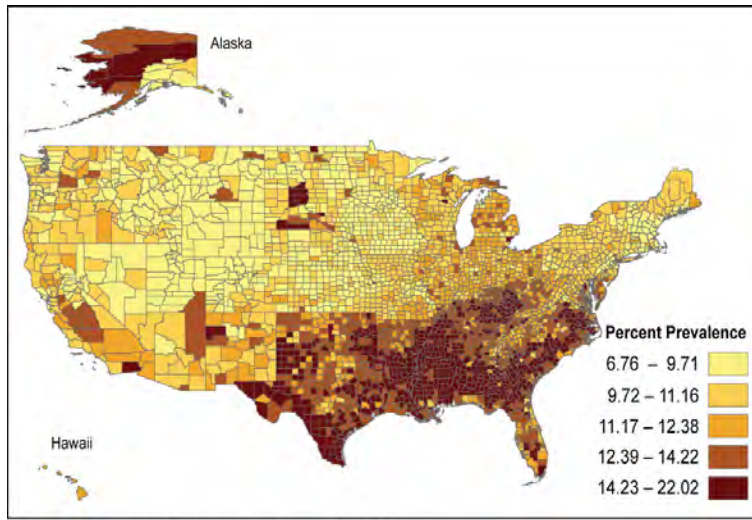 Alaska
Percent Prevalence
6.76 – 9.71
9.72 – 11.16
11.17 – 12.38
12.39 – 14.22
14.23 – 22.02
Hawaii